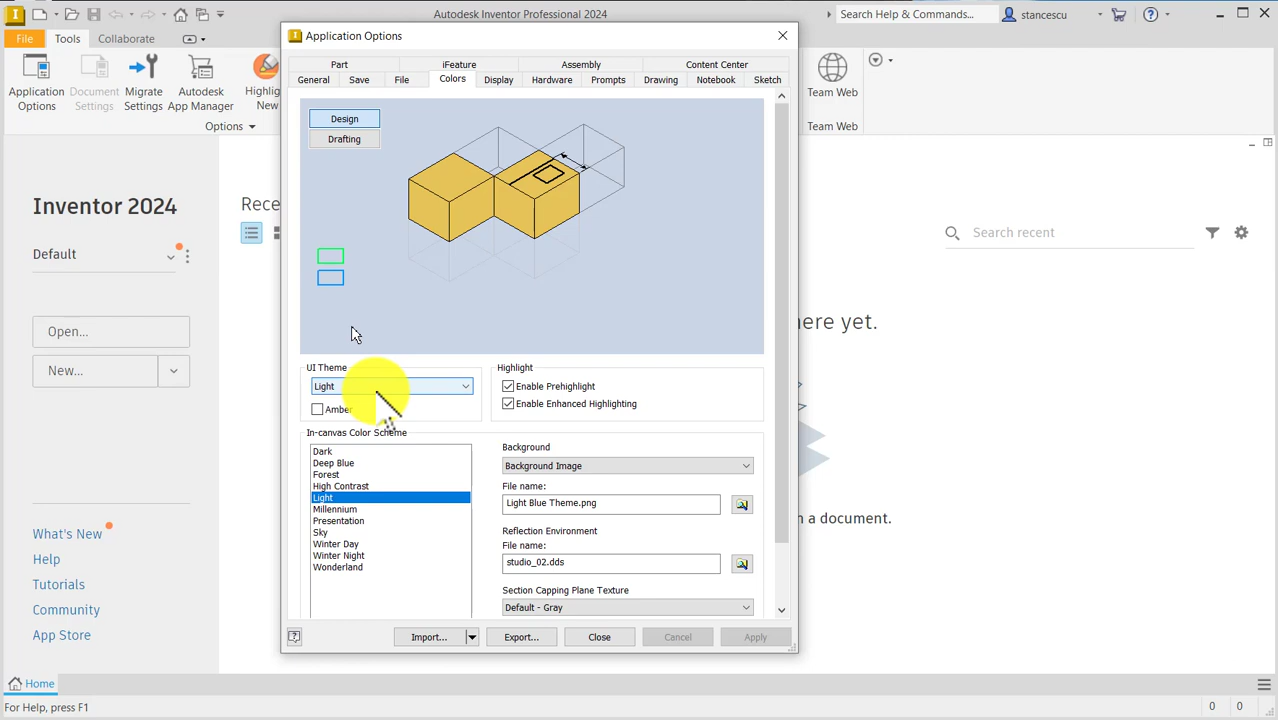 Autodesk Inventor Professional 2024
Search Help & Commands...
stancescu
File
Tools
Collaborate
Application Options
Document Settings
Migrate Settings
Autodesk App Manager
Highlight New
Options
Team Web
Team Web
Inventor 2024
Default
Open...
New...
What's New
Help
Tutorials
Community
App Store
Rece
Search recent
here yet.
n a document.
Application Options
Part
iFeature
Assembly
Content Center
General
Save
File
Colors
Display
Hardware
Prompts
Drawing
Notebook
Sketch
Design
Drafting
UI Theme
Light
Amber
Highlight
Enable Prehighlight
Enable Enhanced Highlighting
In-canvas Color Scheme
Dark
Deep Blue
Forest
High Contrast
Light
Millennium
Presentation
Sky
Winter Day
Winter Night
Wonderland
Background
Background Image
File name:
Light Blue Theme.png
Reflection Environment
File name:
studio_02.dds
Section Capping Plane Texture
Default - Gray
Import...
Export...
Close
Cancel
Apply
Home
For Help, press F1
0
0